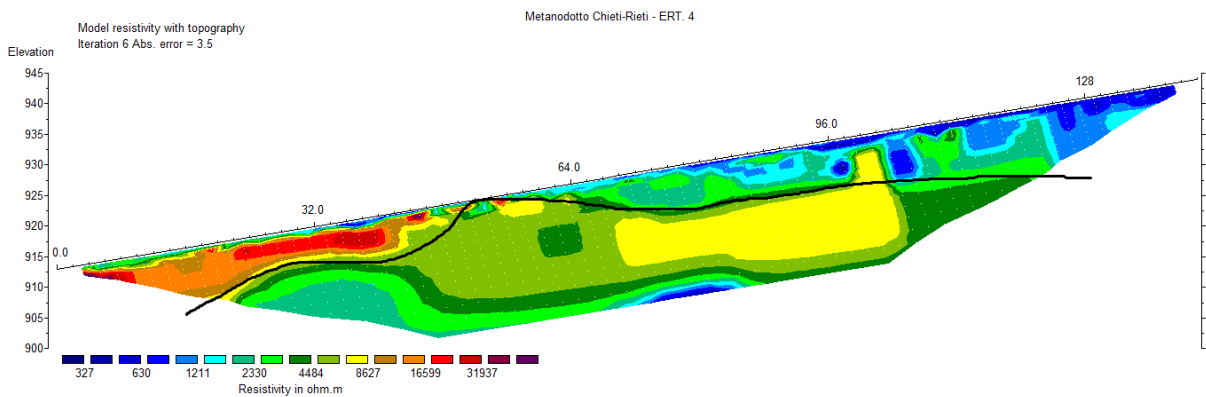 Metanodotto Chieti-Rieti - ERT. 4
Model resistivity with topography
Iteration 6 Abs. error = 3.5
Elevation
945
128
940
96.0
935
930
64.0
925
32.0
920
915
0.0
910
905
900
327 630 1211 2330 4484 8627 16599 31937
Resistivity in ohm.m